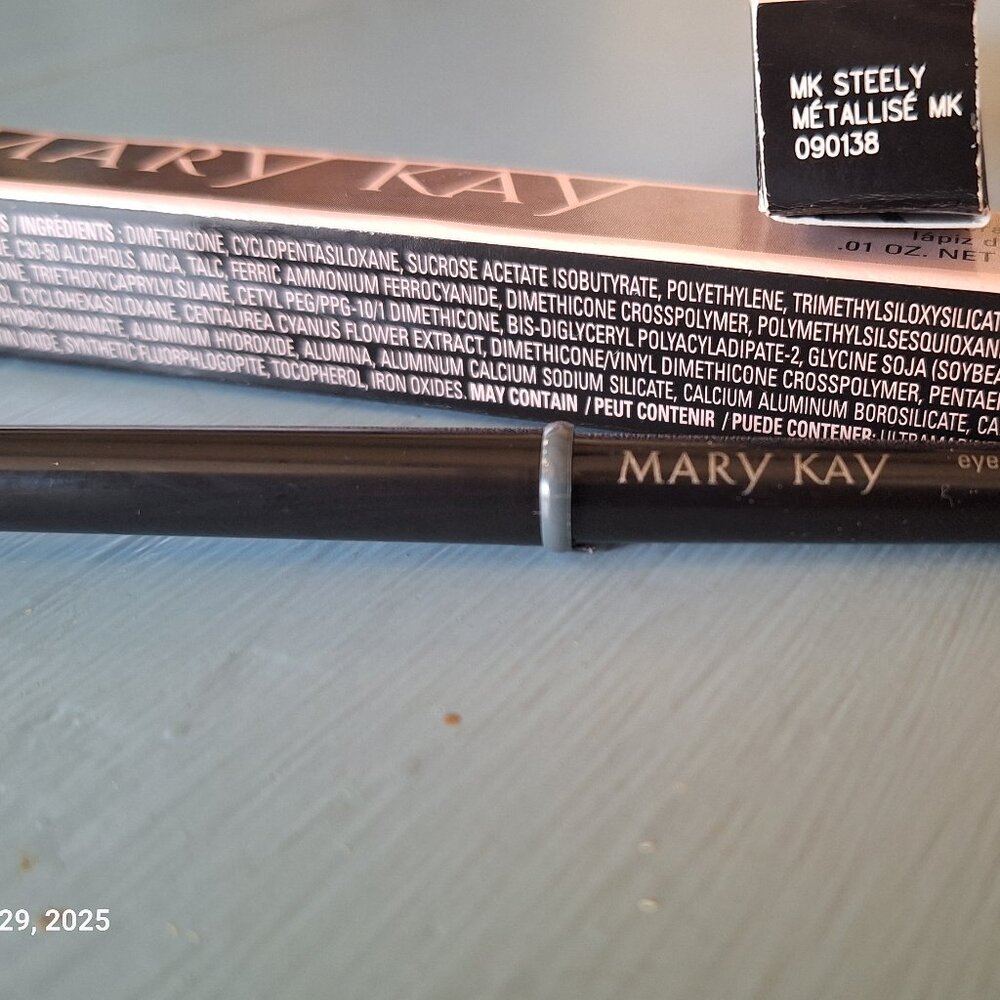 MK STEELY
MÉTALLISÉ MK
090138
MARY KAY
lápiz d
.01 OZ. NET
S / INGRÉDIENTS : DIMETHICONE, CYCLOPENTASILOXANE, SUCROSE ACETATE ISOBUTYRATE, POLYETHYLENE, TRIMETHYLSILOXYSILICAT
E, C30-50 ALCOHOLS, MICA, TALC, FERRIC AMMONIUM FERROCYANIDE, DIMETHICONE CROSSPOLYMER, POLYMETHYLSILSESQUIOXAN
ONE, TRIETHOXYCAPRYLYLSILANE, CETYL PEG/PPG-10/1 DIMETHICONE, BIS-DIGLYCERYL POLYACYLADIPATE-2, GLYCINE SOJA (SOYBEA
OL, CYCLOHEXASILOXANE, CENTAUREA CYANUS FLOWER EXTRACT, DIMETHICONE/VINYL DIMETHICONE CROSSPOLYMER, PENTAE
HYDROCINNAMATE, ALUMINUM HYDROXIDE, ALUMINA, ALUMINUM CALCIUM SODIUM SILICATE, CALCIUM ALUMINUM BOROSILICATE, CA
N OXIDE, SYNTHETIC FLUORPHLOGOPITE, TOCOPHEROL, IRON OXIDES. MAY CONTAIN / PEUT CONTENIR / PUEDE CONTENER:
MARY KAY eye
29, 2025